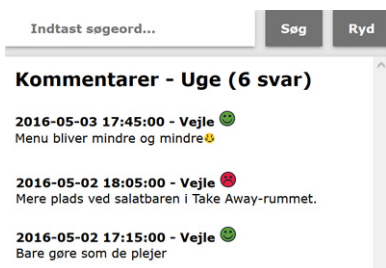 Indtast søgeord...
Søg
Ryd
Kommentarer - Uge (6 svar)
2016-05-03 17:45:00 - Vejle
Menu bliver mindre og mindre
2016-05-02 18:05:00 - Vejle
Mere plads ved salatbaren i Take Away-rummet.
2016-05-02 17:15:00 - Vejle
Bare gøre som de plejer